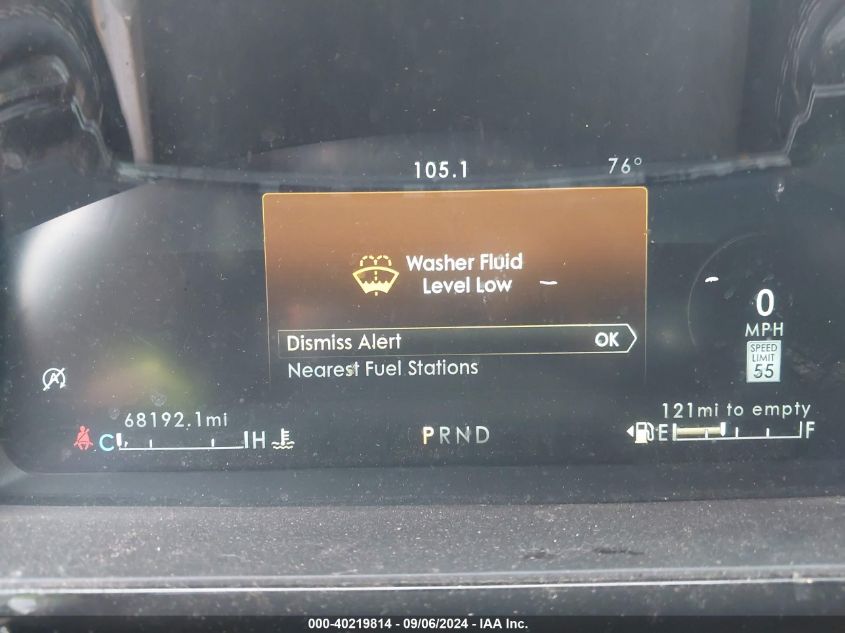 105.1
76°
Washer Fluid
Level Low
Dismiss Alert OK
Nearest Fuel Stations
0
MPH
SPEED
LIMIT
55
68192.1mi
121mi to empty
C H
PRND
E F
000-40219814 - 09/06/2024 - IAA Inc.